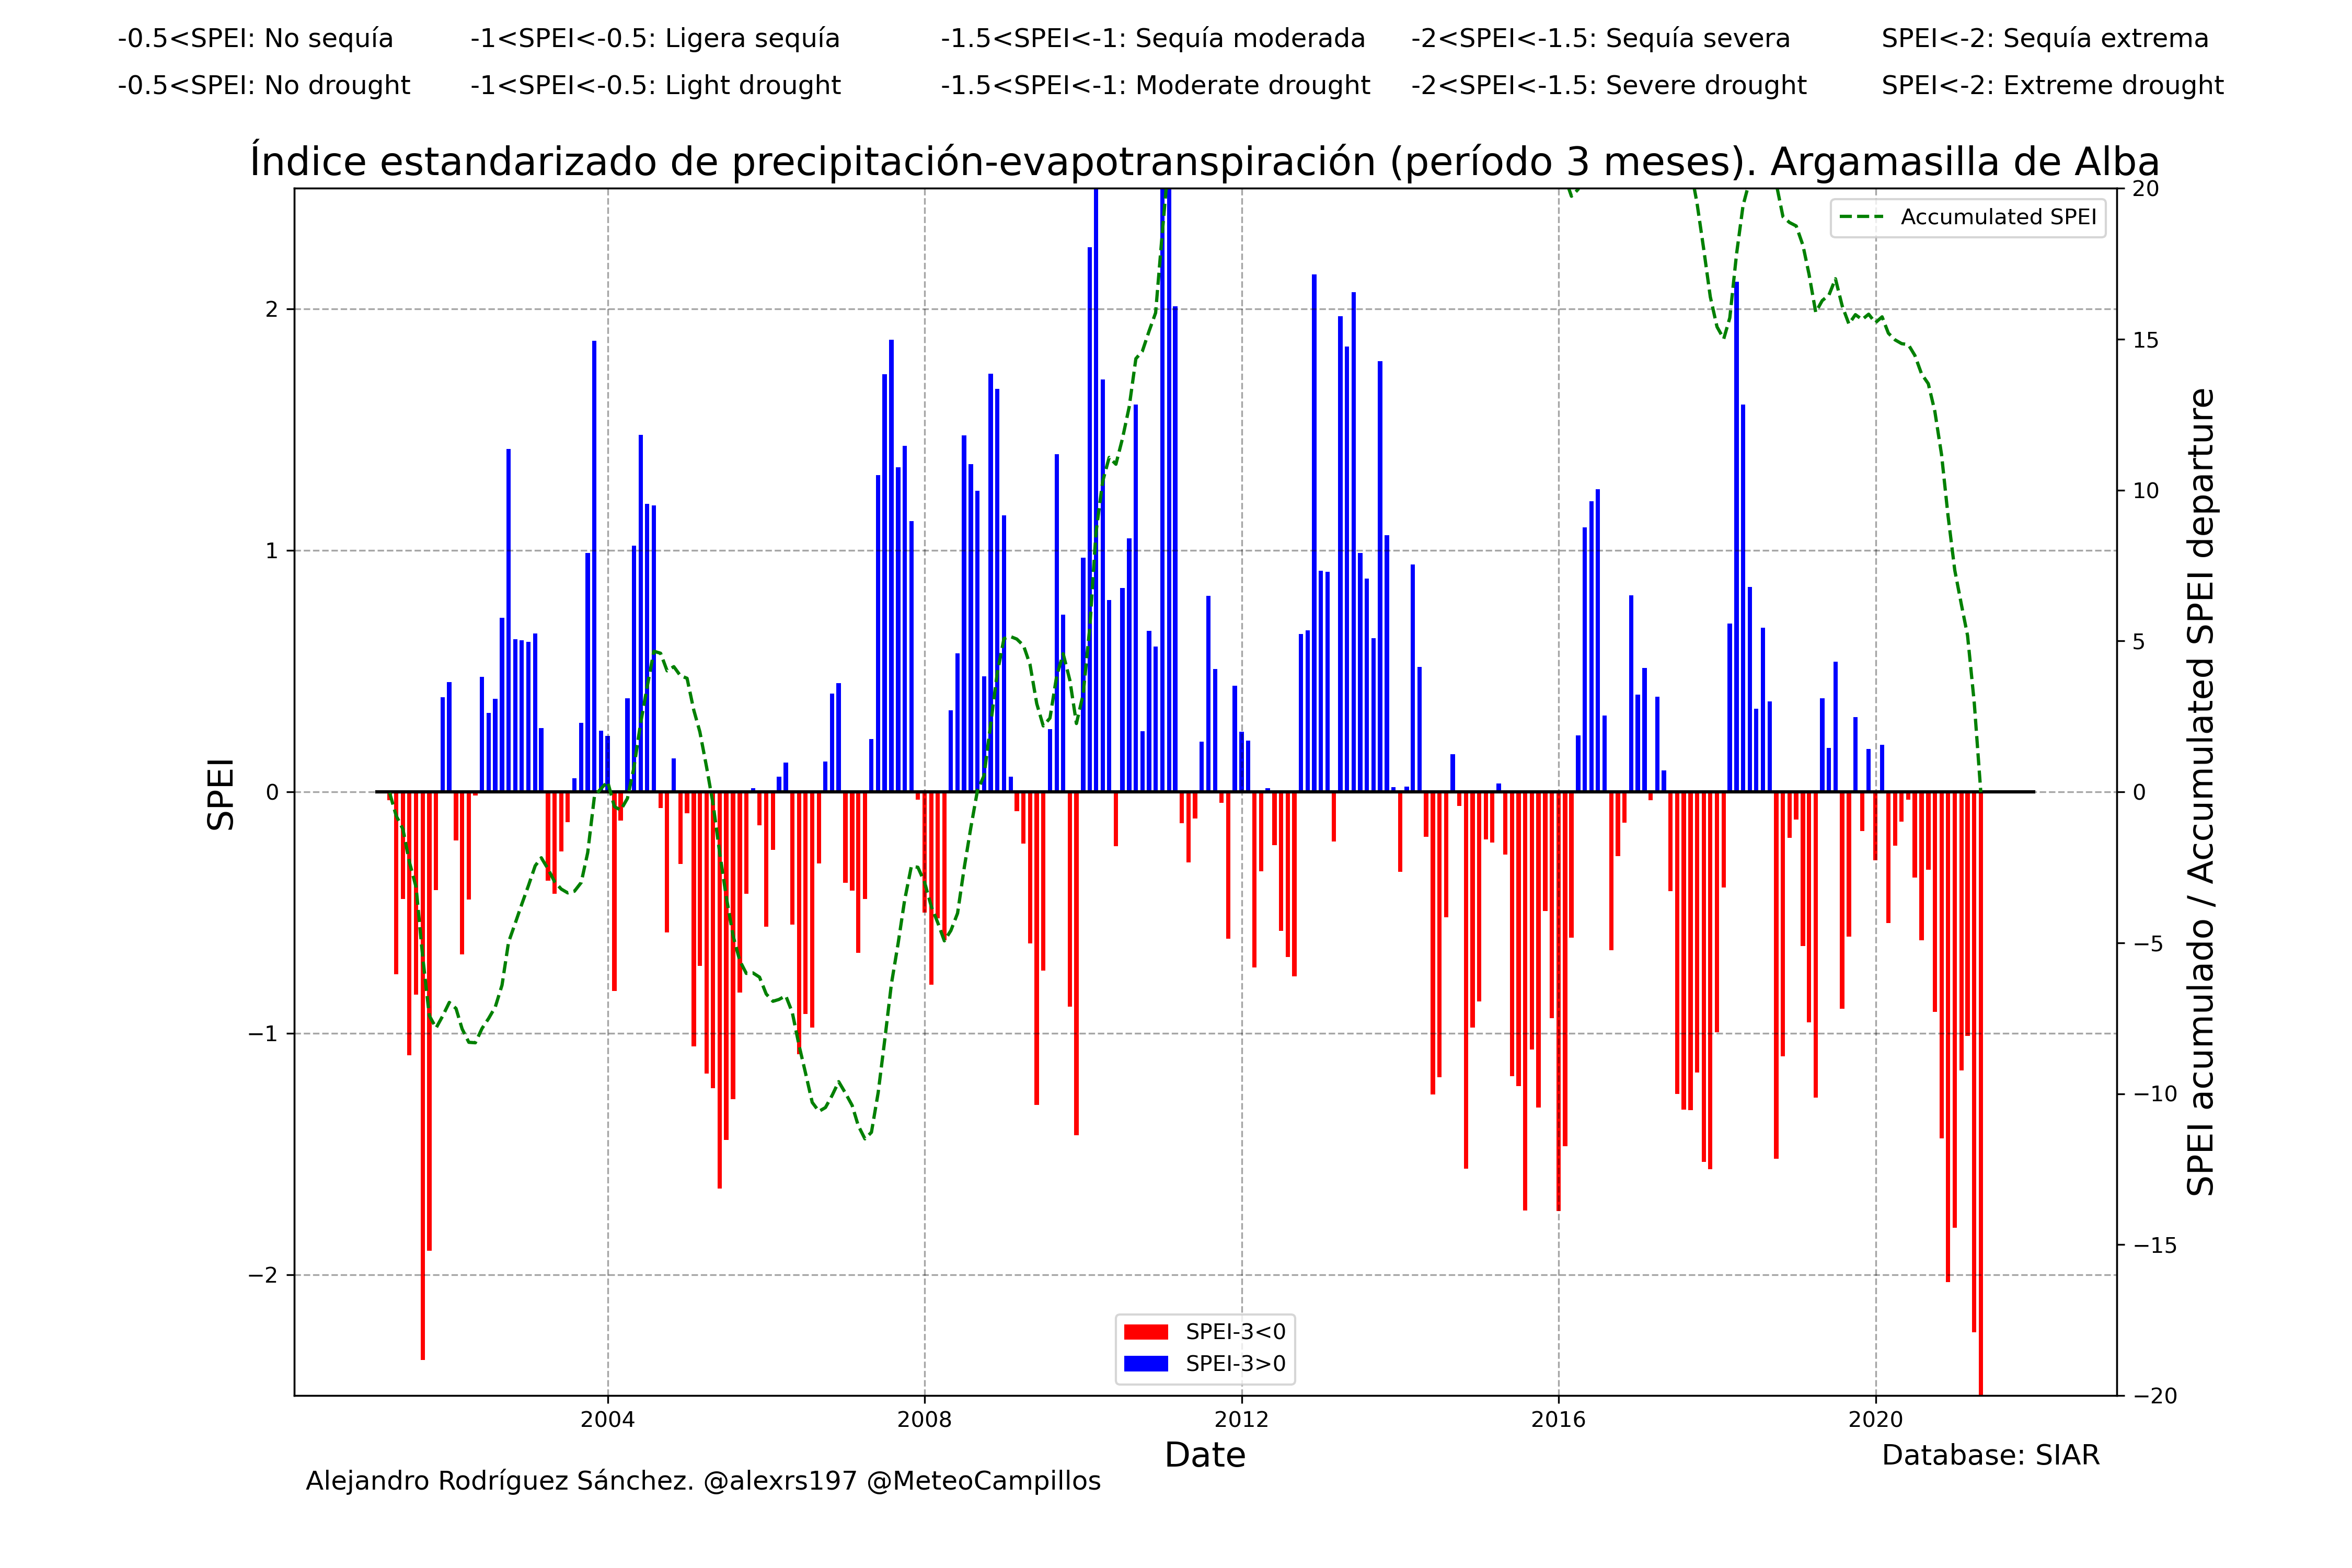 -0.5<SPEI: No sequía -1<SPEI<-0.5: Ligera sequía -1.5<SPEI<-1: Sequía moderada -2<SPEI<-1.5: Sequía severa SPEI<-2: Sequía extrema
-0.5<SPEI: No drought -1<SPEI<-0.5: Light drought -1.5<SPEI<-1: Moderate drought -2<SPEI<-1.5: Severe drought SPEI<-2: Extreme drought
Índice estandarizado de precipitación-evapotranspiración (período 3 meses). Argamasilla de Alba
Accumulated SPEI
SPEI
2
1
0
−1
−2
20
15
10
5
0
−5
−10
−15
−20
SPEI acumulado / Accumulated SPEI departure
SPEI-3<0
SPEI-3>0
2004 2008 2012 2016 2020
Date
Database: SIAR
Alejandro Rodríguez Sánchez. @alexrs197 @MeteoCampillos